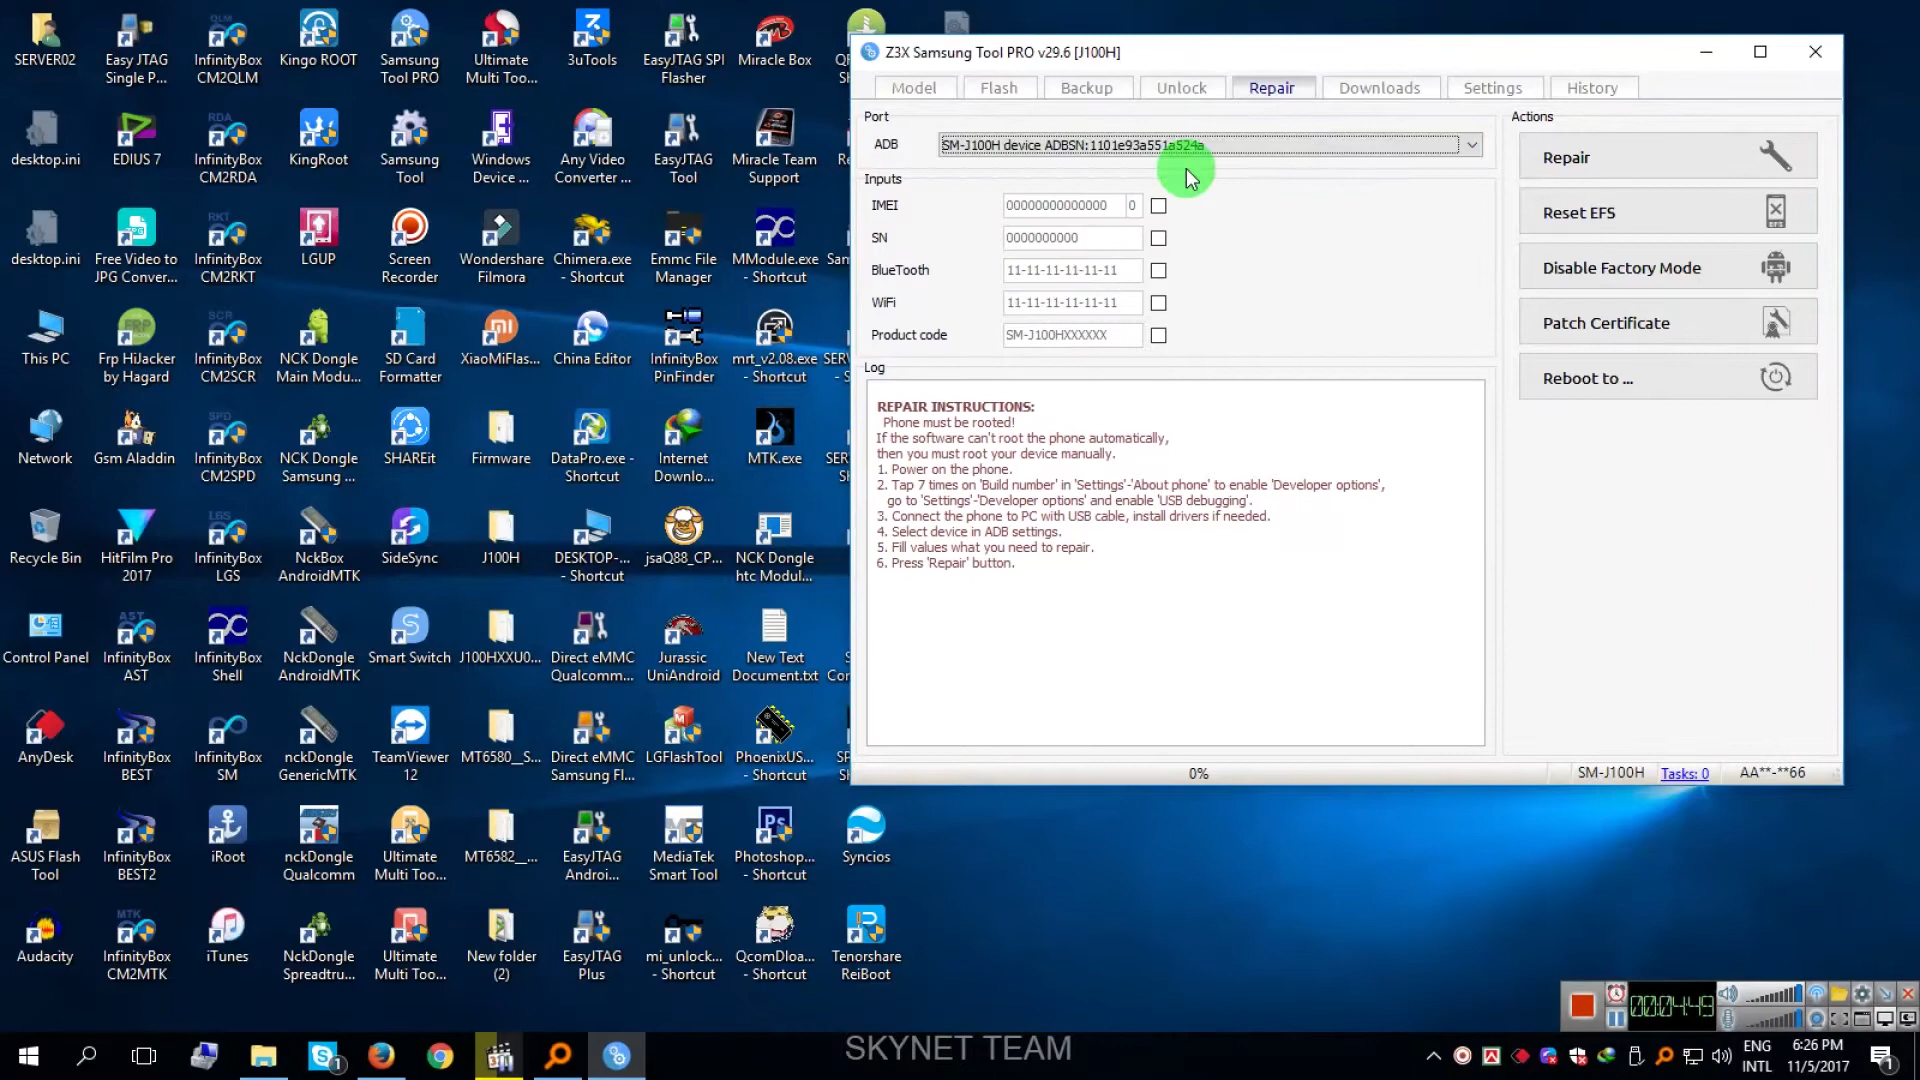 SERVER02
Easy JTAG
Single P...
InfinityBox
CM2QLM
Kingo ROOT
Samsung
Tool PRO
Ultimate
Multi Too...
3uTools
EasyJTAG SPI
Flasher
Miracle Box
desktop.ini
EDIUS 7
InfinityBox
CM2RDA
KingRoot
Samsung
Tool
Windows
Device ...
Any Video
Converter ...
EasyJTAG
Tool
Miracle Team
Support
desktop.ini
Free Video to
JPG Conver...
InfinityBox
CM2RKT
LGUP
Screen
Recorder
Wondershare
Filmora
Chimera.exe
- Shortcut
Emmc File
Manager
MModule.exe
- Shortcut
This PC
Frp HiJacker
by Hagard
InfinityBox
CM2SCR
NCK Dongle
Main Modu...
SD Card
Formatter
XiaoMiFlas...
China Editor
InfinityBox
PinFinder
mrt_v2.08.exe
- Shortcut
Network
Gsm Aladdin
InfinityBox
CM2SPD
NCK Dongle
Samsung ...
SHAREit
Firmware
DataPro.exe -
Shortcut
Internet
Downlo...
MTK.exe
Recycle Bin
HitFilm Pro
2017
InfinityBox
LGS
NckBox
AndroidMTK
SideSync
J100H
DESKTOP-...
- Shortcut
jsaQ88_CP...
NCK Dongle
htc Modul...
Control Panel
InfinityBox
AST
InfinityBox
Shell
NckDongle
AndroidMTK
Smart Switch
J100HXXU0...
Direct eMMC
Qualcomm...
Jurassic
UniAndroid
New Text
Document.txt
AnyDesk
InfinityBox
BEST
InfinityBox
SM
nckDongle
GenericMTK
TeamViewer
12
MT6580__S...
Direct eMMC
Samsung Fl...
LGFlashTool
PhoenixUS...
- Shortcut
ASUS Flash
Tool
InfinityBox
BEST2
iRoot
nckDongle
Qualcomm
Ultimate
Multi Too...
MT6582__...
EasyJTAG
Androi...
MediaTek
Smart Tool
Photoshop...
- Shortcut
Syncios
Audacity
InfinityBox
CM2MTK
iTunes
NckDongle
Spreadtru...
Ultimate
Multi Too...
New folder
(2)
EasyJTAG
Plus
mi_unlock...
- Shortcut
QcomDloa...
- Shortcut
Tenorshare
ReiBoot
Z3X Samsung Tool PRO v29.6 [J100H]
Model Flash Backup Unlock Repair Downloads Settings History
Port
ADB SM-J100H device ADBSN:1101e93a551a524a
Inputs
IMEI 00000000000000 0
SN 0000000000
BlueTooth 11-11-11-11-11-11
WiFi 11-11-11-11-11-11
Product code SM-J100HXXXXXX
Log
REPAIR INSTRUCTIONS:
Phone must be rooted!
If the software can't root the phone automatically,
then you must root your device manually.
1. Power on the phone.
2. Tap 7 times on 'Build number' in 'Settings'-'About phone' to enable 'Developer options',
go to 'Settings'-'Developer options' and enable 'USB debugging'.
3. Connect the phone to PC with USB cable, install drivers if needed.
4. Select device in ADB settings.
5. Fill values what you need to repair.
6. Press 'Repair' button.
Actions
Repair
Reset EFS
Disable Factory Mode
Patch Certificate
Reboot to ...
0% SM-J100H Tasks: 0 AA**-**66
00:04:49
SKYNET TEAM
ENG
INTL
6:26 PM
11/5/2017